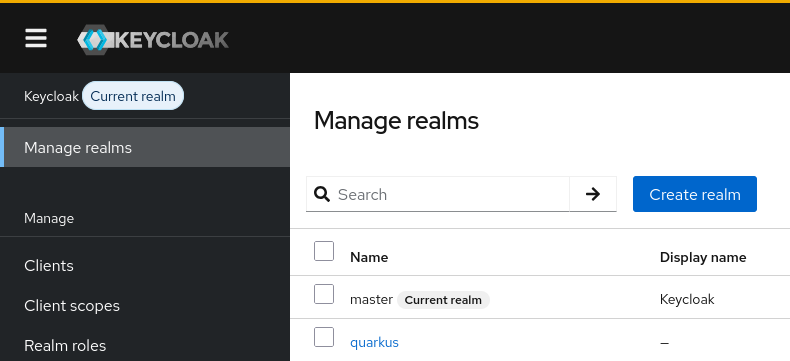 KEYCLOAK
Keycloak Current realm
Manage realms
Manage
Clients
Client scopes
Realm roles
Manage realms
Search
Create realm
Name Display name
master Current realm Keycloak
quarkus –